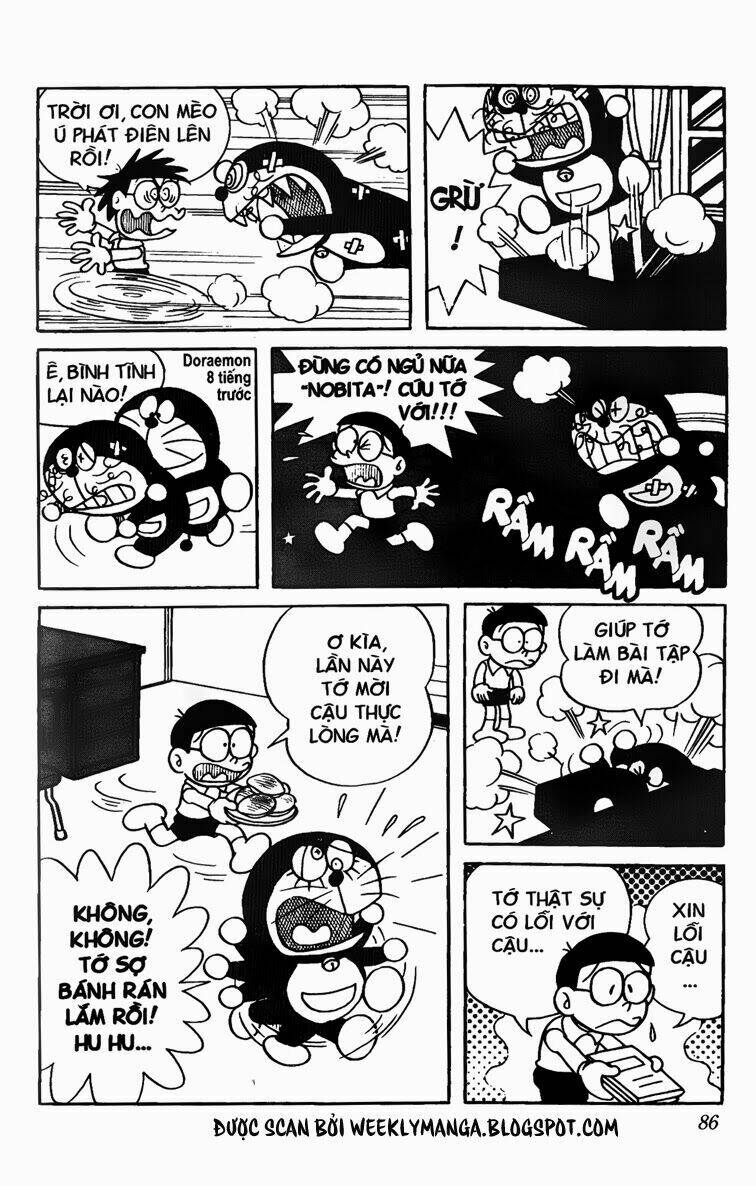 TRỜI ƠI, CON MÈO
Ú PHÁT ĐIÊN LÊN
RỒI!
GRỪ
!
Ê, BÌNH TĨNH
LẠI NÀO!
Doraemon
8 tiếng
trước
ĐỪNG CÓ NGỦ NỮA
"NOBITA"! CỨU TỚ
VỚI!!!
RẦM RẦM RẦM
Ơ KÌA,
LẦN NÀY
TỚ MỜI
CẬU THỰC
LÒNG MÀ!
KHÔNG,
KHÔNG!
TỚ SỢ
BÁNH RÁN
LẮM RỒI!
HU HU...
GIÚP TỚ
LÀM BÀI TẬP
ĐI MÀ!
TỚ THẬT SỰ
CÓ LỖI VỚI
CẬU...
XIN
LỖI
CẬU
...
ĐƯỢC SCAN BỞI WEEKLYMANGA.BLOGSPOT.COM
86